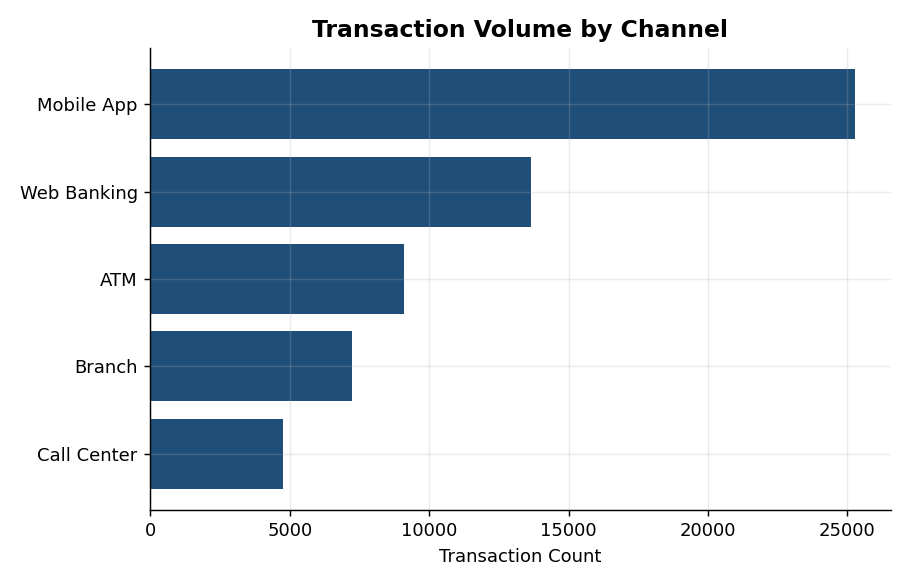 Transaction Volume by Channel
Mobile App
Web Banking
ATM
Branch
Call Center
0 5000 10000 15000 20000 25000
Transaction Count